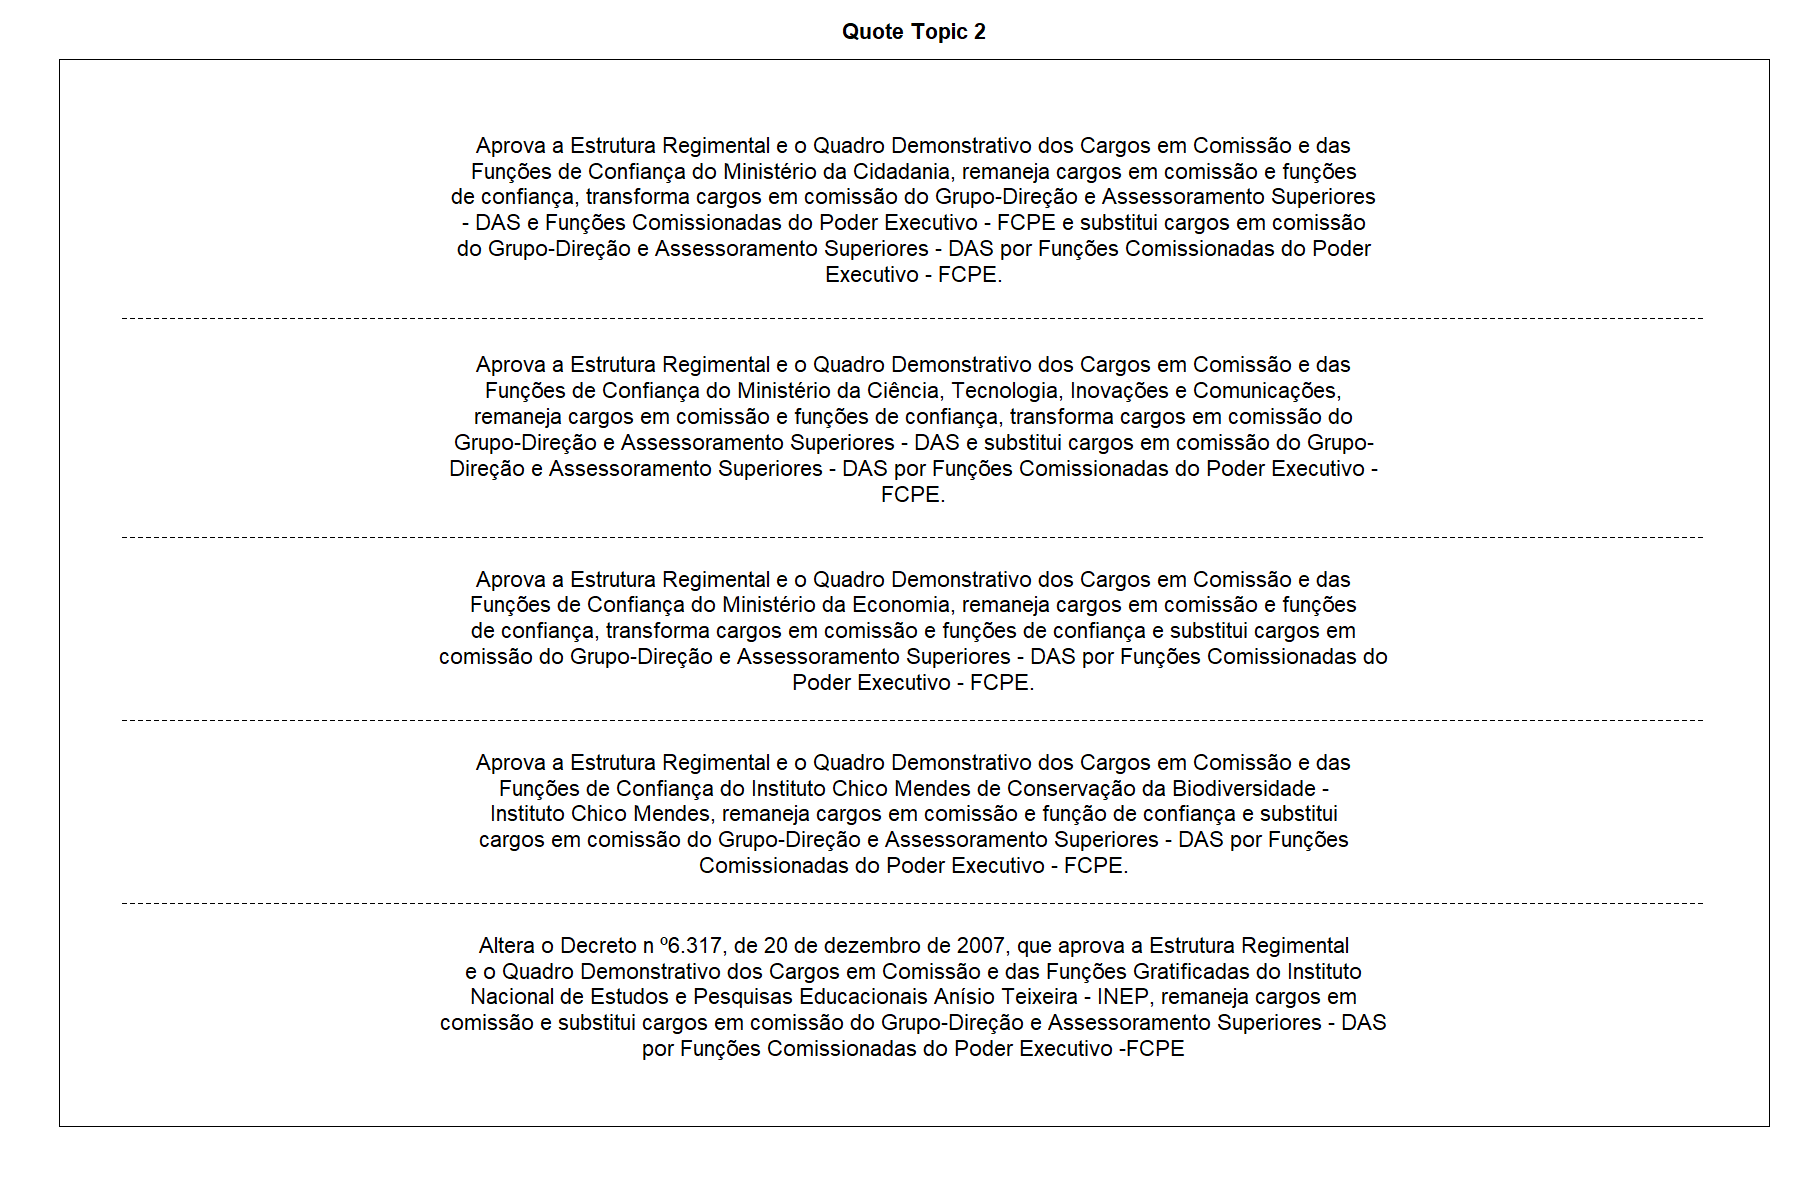 Quote Topic 2
Aprova a Estrutura Regimental e o Quadro Demonstrativo dos Cargos em Comissão e das
Funções de Confiança do Ministério da Cidadania, remaneja cargos em comissão e funções
de confiança, transforma cargos em comissão do Grupo-Direção e Assessoramento Superiores
- DAS e Funções Comissionadas do Poder Executivo - FCPE e substitui cargos em comissão
do Grupo-Direção e Assessoramento Superiores - DAS por Funções Comissionadas do Poder
Executivo - FCPE.
Aprova a Estrutura Regimental e o Quadro Demonstrativo dos Cargos em Comissão e das
Funções de Confiança do Ministério da Ciência, Tecnologia, Inovações e Comunicações,
remaneja cargos em comissão e funções de confiança, transforma cargos em comissão do
Grupo-Direção e Assessoramento Superiores - DAS e substitui cargos em comissão do Grupo-
Direção e Assessoramento Superiores - DAS por Funções Comissionadas do Poder Executivo -
FCPE.
Aprova a Estrutura Regimental e o Quadro Demonstrativo dos Cargos em Comissão e das
Funções de Confiança do Ministério da Economia, remaneja cargos em comissão e funções
de confiança, transforma cargos em comissão e funções de confiança e substitui cargos em
comissão do Grupo-Direção e Assessoramento Superiores - DAS por Funções Comissionadas do
Poder Executivo - FCPE.
Aprova a Estrutura Regimental e o Quadro Demonstrativo dos Cargos em Comissão e das
Funções de Confiança do Instituto Chico Mendes de Conservação da Biodiversidade -
Instituto Chico Mendes, remaneja cargos em comissão e função de confiança e substitui
cargos em comissão do Grupo-Direção e Assessoramento Superiores - DAS por Funções
Comissionadas do Poder Executivo - FCPE.
Altera o Decreto n º6.317, de 20 de dezembro de 2007, que aprova a Estrutura Regimental
e o Quadro Demonstrativo dos Cargos em Comissão e das Funções Gratificadas do Instituto
Nacional de Estudos e Pesquisas Educacionais Anísio Teixeira - INEP, remaneja cargos em
comissão e substitui cargos em comissão do Grupo-Direção e Assessoramento Superiores - DAS
por Funções Comissionadas do Poder Executivo -FCPE